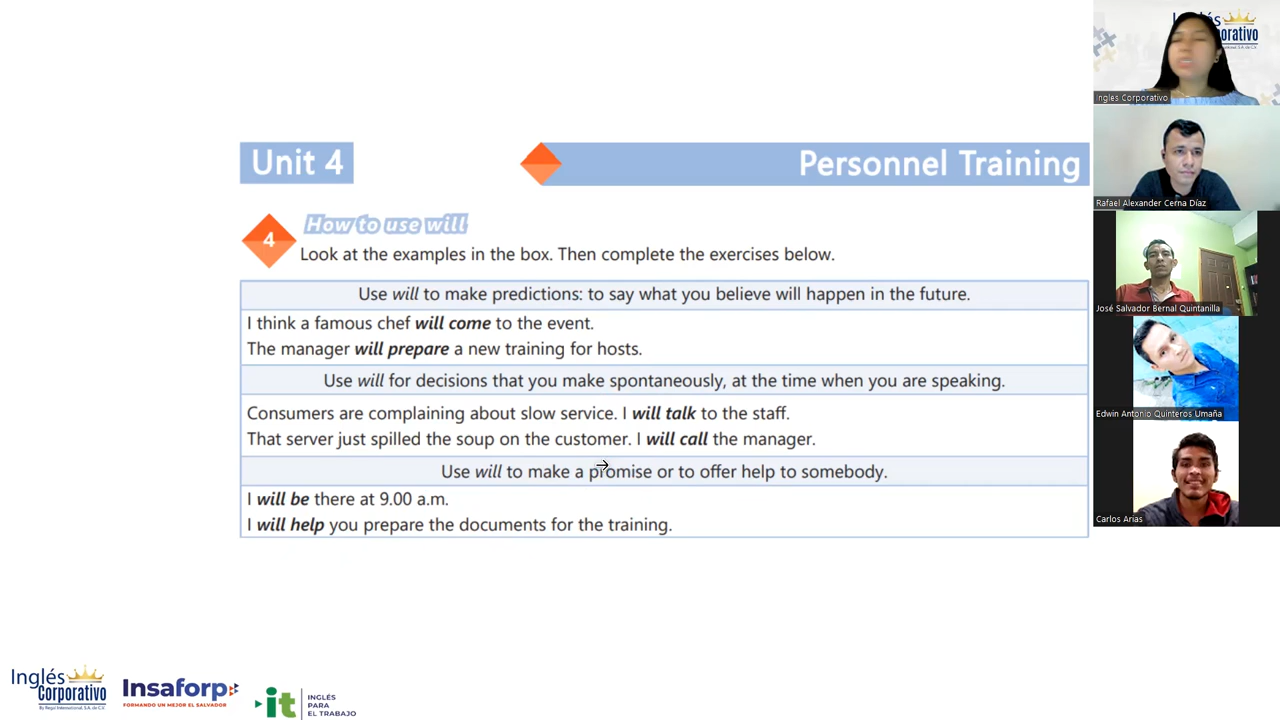 Unit 4
Personnel Training
4
How to use will
Look at the examples in the box. Then complete the exercises below.
Use will to make predictions: to say what you believe will happen in the future.
I think a famous chef will come to the event.
The manager will prepare a new training for hosts.
Use will for decisions that you make spontaneously, at the time when you are speaking.
Consumers are complaining about slow service. I will talk to the staff.
That server just spilled the soup on the customer. I will call the manager.
Use will to make a promise or to offer help to somebody.
I will be there at 9.00 a.m.
I will help you prepare the documents for the training.
Inglés
Corporativo
By Regal International, S.A. de C.V.
Insaforp
FORMANDO UN MEJOR EL SALVADOR
it
INGLÉS
PARA
EL TRABAJO
Ingles Corporativo
Rafael Alexander Cerna Díaz
José Salvador Bernal Quintanilla
Edwin Antonio Quinteros Umaña
Carlos Arias